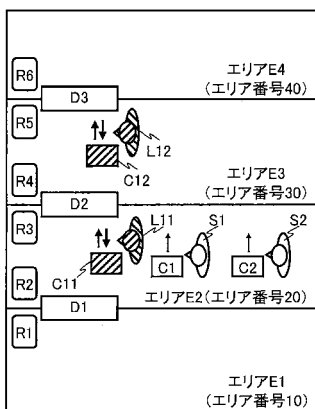 R6
エリアE4
(エリア番号40)
D3
R5
L12
C12
エリアE3
(エリア番号30)
R4
D2
R3
L11
S1
S2
C1
C2
R2
C11
エリアE2(エリア番号20)
D1
R1
エリアE1
(エリア番号10)